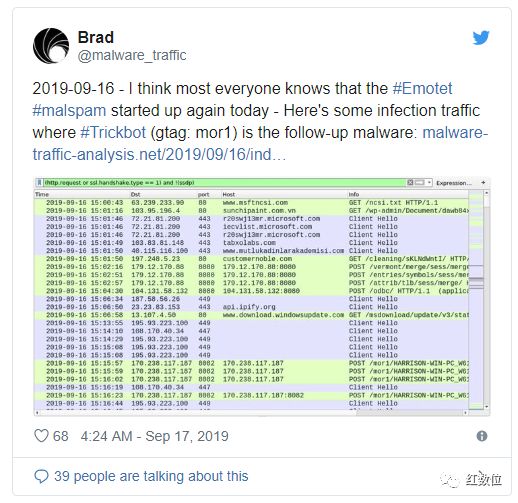 Brad
@malware_traffic
2019-09-16 - I think most everyone knows that the #Emotet
#malspam started up again today - Here's some infection traffic
where #Trickbot (gtag: mor1) is the follow-up malware: malware-
traffic-analysis.net/2019/09/16/ind…
(http.request or ssl.handshake.type == 1) and !(ssdp) Expression… +
Time Dst port Host Info
2019-09-16 15:00:43 63.239.233.90 80 www.msftncsi.com GET /ncsi.txt HTTP/1.1
2019-09-16 15:01:16 103.95.196.4 80 sunchipaint.com.vn GET /wp-admin/Document/dawb84x
2019-09-16 15:01:46 72.21.81.200 443 r20swj13mr.microsoft.com Client Hello
2019-09-16 15:01:46 72.21.81.200 443 iecvlist.microsoft.com Client Hello
2019-09-16 15:01:48 72.21.81.200 443 r20swj13mr.microsoft.com Client Hello
2019-09-16 15:01:49 103.83.81.148 443 tabxolabs.com Client Hello
2019-09-16 15:01:50 40.115.116.100 443 www.mutlukadinlarakademisi.com Client Hello
2019-09-16 15:01:50 197.248.5.23 80 customernoble.com GET /cleaning/sKLNdWntI/ HTTP/
2019-09-16 15:02:16 179.12.170.88 8080 179.12.170.88:8080 POST /vermont/merge/sess/merge
2019-09-16 15:02:51 179.12.170.88 8080 179.12.170.88:8080 POST /entries/symbols/sess/mer
2019-09-16 15:02:57 179.12.170.88 8080 179.12.170.88:8080 POST /attrib/tlb/sess/merge/ H
2019-09-16 15:04:58 104.131.58.132 8080 104.131.58.132:8080 POST /odbc/ HTTP/1.1 (applica
2019-09-16 15:06:34 187.58.56.26 449 Client Hello
2019-09-16 15:06:50 23.23.83.153 443 api.ipify.org Client Hello
2019-09-16 15:06:58 13.107.4.50 80 www.download.windowsupdate.com GET /msdownload/update/v3/stat
2019-09-16 15:13:55 195.93.223.100 449 Client Hello
2019-09-16 15:14:10 108.170.40.34 447 Client Hello
2019-09-16 15:14:29 195.93.223.100 449 Client Hello
2019-09-16 15:15:08 195.93.223.100 449 Client Hello
2019-09-16 15:15:68 195.93.223.100 449 Client Hello
2019-09-16 15:15:57 170.238.117.187 8082 170.238.117.187 POST /mor1/HARRISON-WIN-PC_W61
2019-09-16 15:15:59 170.238.117.187 8082 170.238.117.187 POST /mor1/HARRISON-WIN-PC_W61
2019-09-16 15:16:02 170.238.117.187 8082 170.238.117.187 POST /mor1/HARRISON-WIN-PC_W61
2019-09-16 15:16:19 108.170.40.34 447 Client Hello
2019-09-16 15:16:23 170.238.117.187 8082 170.238.117.187:8082 POST /mor1/HARRISON-WIN-PC_W61
2019-09-16 15:16:44 195.93.223.100 449 Client Hello
68 4:24 AM - Sep 17, 2019
39 people are talking about this
红数位